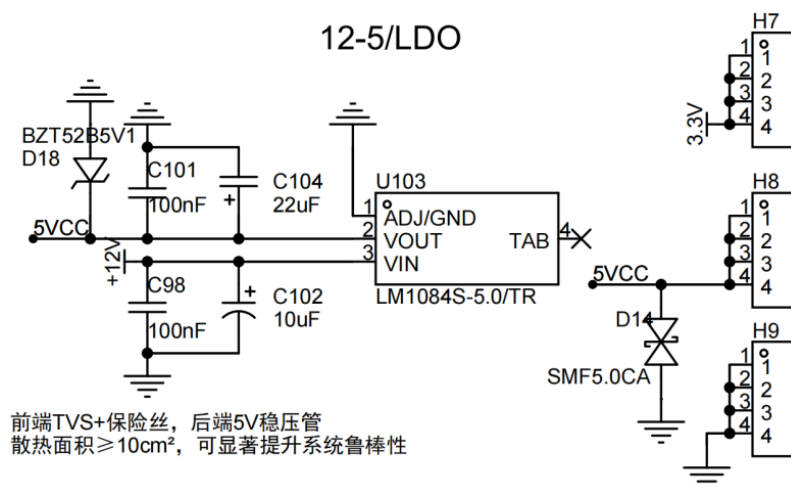 12-5/LDO
H7
1
1
2
2
3
3
4
4
3.3V
BZT52B5V1
D18
C101
100nF
C104
22uF
+
U103
1
ADJ/GND
2
VOUT
TAB
4
3
VIN
LM1084S-5.0/TR
5VCC
+12V
C98
100nF
+
C102
10uF
H8
1
1
2
2
3
3
4
4
5VCC
D14
SMF5.0CA
H9
1
1
2
2
3
3
4
4
前端TVS+保险丝，后端5V稳压管
散热面积≥10cm²，可显著提升系统鲁棒性